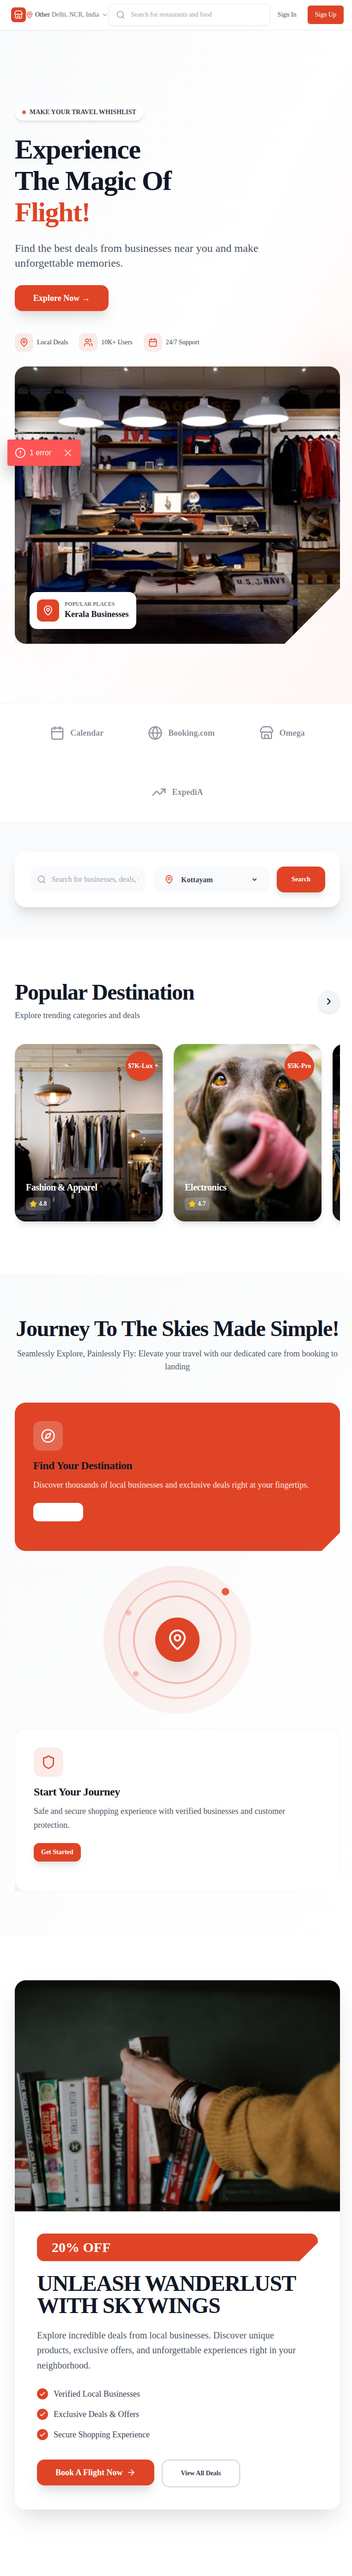 Other Delhi, NCR, India
Search for restaurants and food
Sign In
Sign Up
MAKE YOUR TRAVEL WHISHLIST
Experience
The Magic Of
Flight!
Find the best deals from businesses near you and make
unforgettable memories.
Explore Now →
Local Deals
10K+ Users
24/7 Support
1 error
U.S. NAVY
POPULAR PLACES
Kerala Businesses
Calendar
Booking.com
Omega
ExpediA
Search for businesses, deals,
Kottayam
Search
Popular Destination
Explore trending categories and deals
$7K-Lux +
Fashion & Apparel
4.8
$5K-Pro
Electronics
4.7
Journey To The Skies Made Simple!
Seamlessly Explore, Painlessly Fly: Elevate your travel with our dedicated care from booking to
landing
Find Your Destination
Discover thousands of local businesses and exclusive deals right at your fingertips.
Start Your Journey
Safe and secure shopping experience with verified businesses and customer
protection.
Get Started
20% OFF
UNLEASH WANDERLUST
WITH SKYWINGS
Explore incredible deals from local businesses. Discover unique
products, exclusive offers, and unforgettable experiences right in your
neighborhood.
Verified Local Businesses
Exclusive Deals & Offers
Secure Shopping Experience
Book A Flight Now →
View All Deals